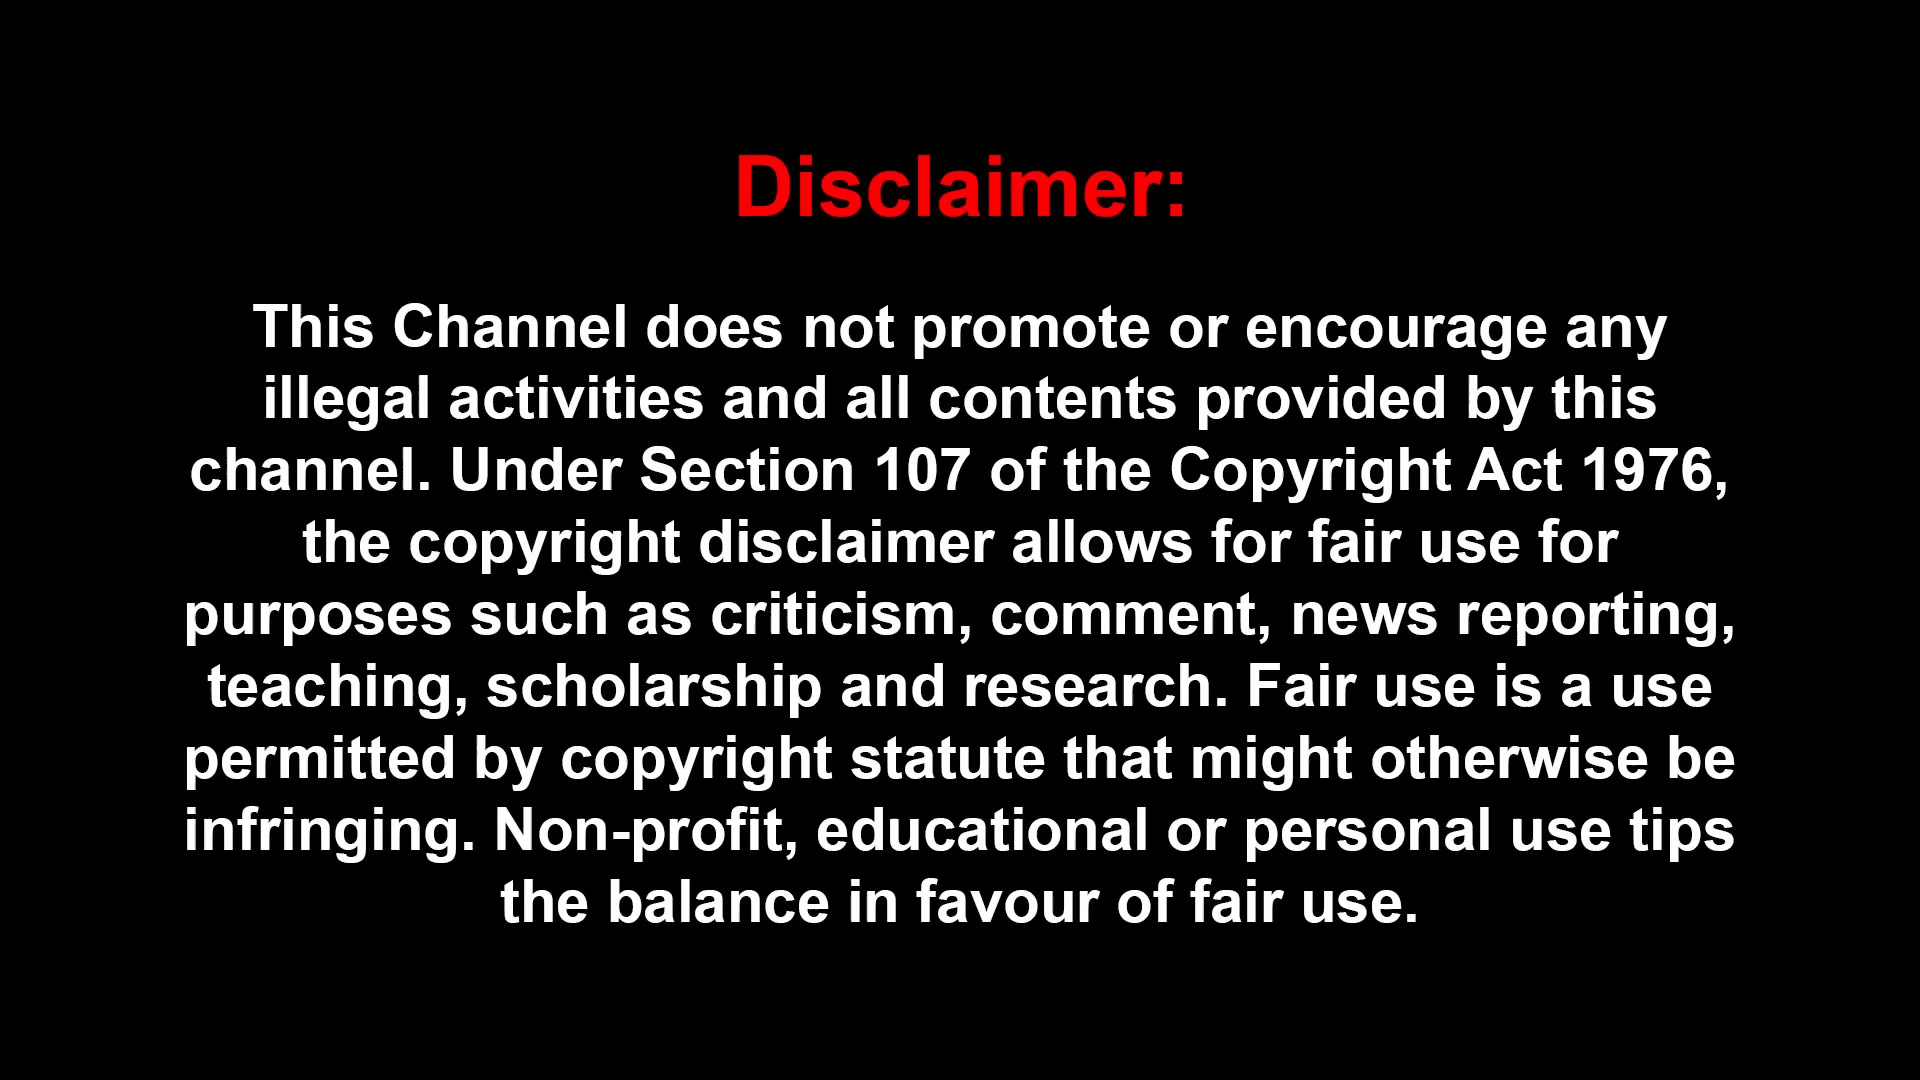 Disclaimer:
This Channel does not promote or encourage any
illegal activities and all contents provided by this
channel. Under Section 107 of the Copyright Act 1976,
the copyright disclaimer allows for fair use for
purposes such as criticism, comment, news reporting,
teaching, scholarship and research. Fair use is a use
permitted by copyright statute that might otherwise be
infringing. Non-profit, educational or personal use tips
the balance in favour of fair use.